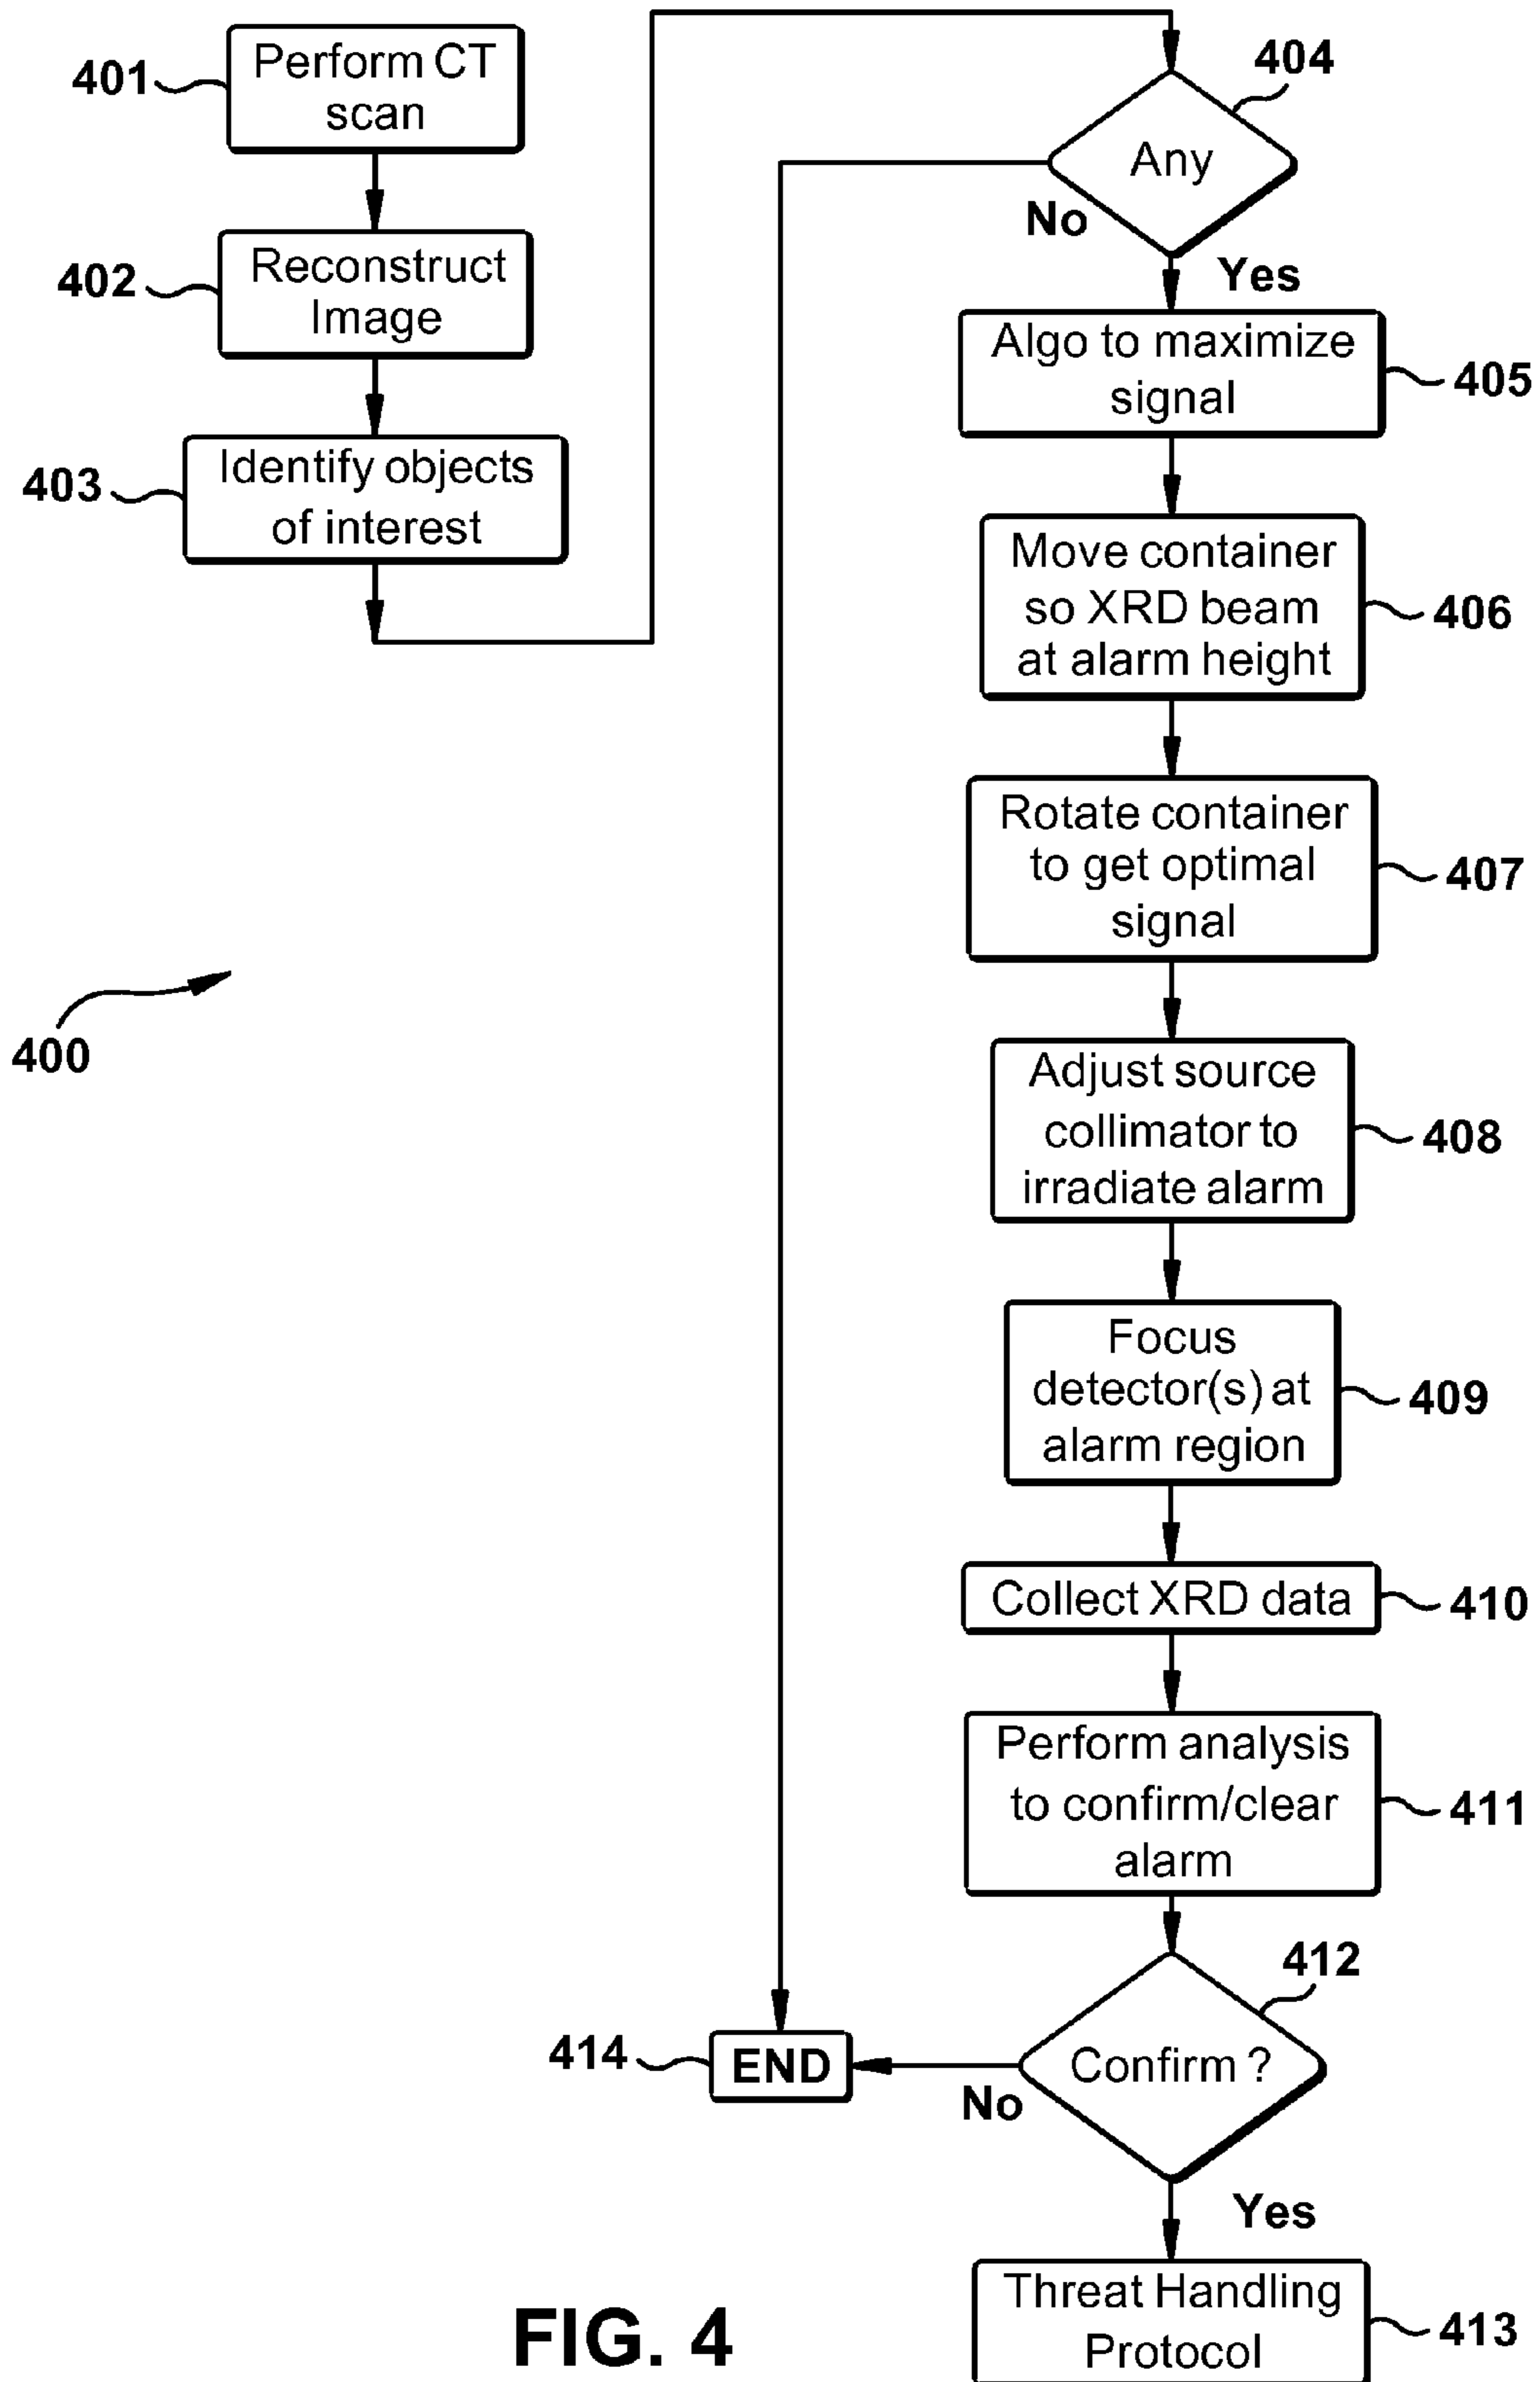 401
Perform CT
scan
402
Reconstruct
Image
403
Identify objects
of interest
400
404
Any
No
Yes
Algo to maximize
signal
405
Move container
so XRD beam
at alarm height
406
Rotate container
to get optimal
signal
407
Adjust source
collimator to
irradiate alarm
408
Focus
detector(s) at
alarm region
409
Collect XRD data
410
Perform analysis
to confirm/clear
alarm
411
412
Confirm ?
No
414
END
Yes
Threat Handling
Protocol
413
FIG. 4